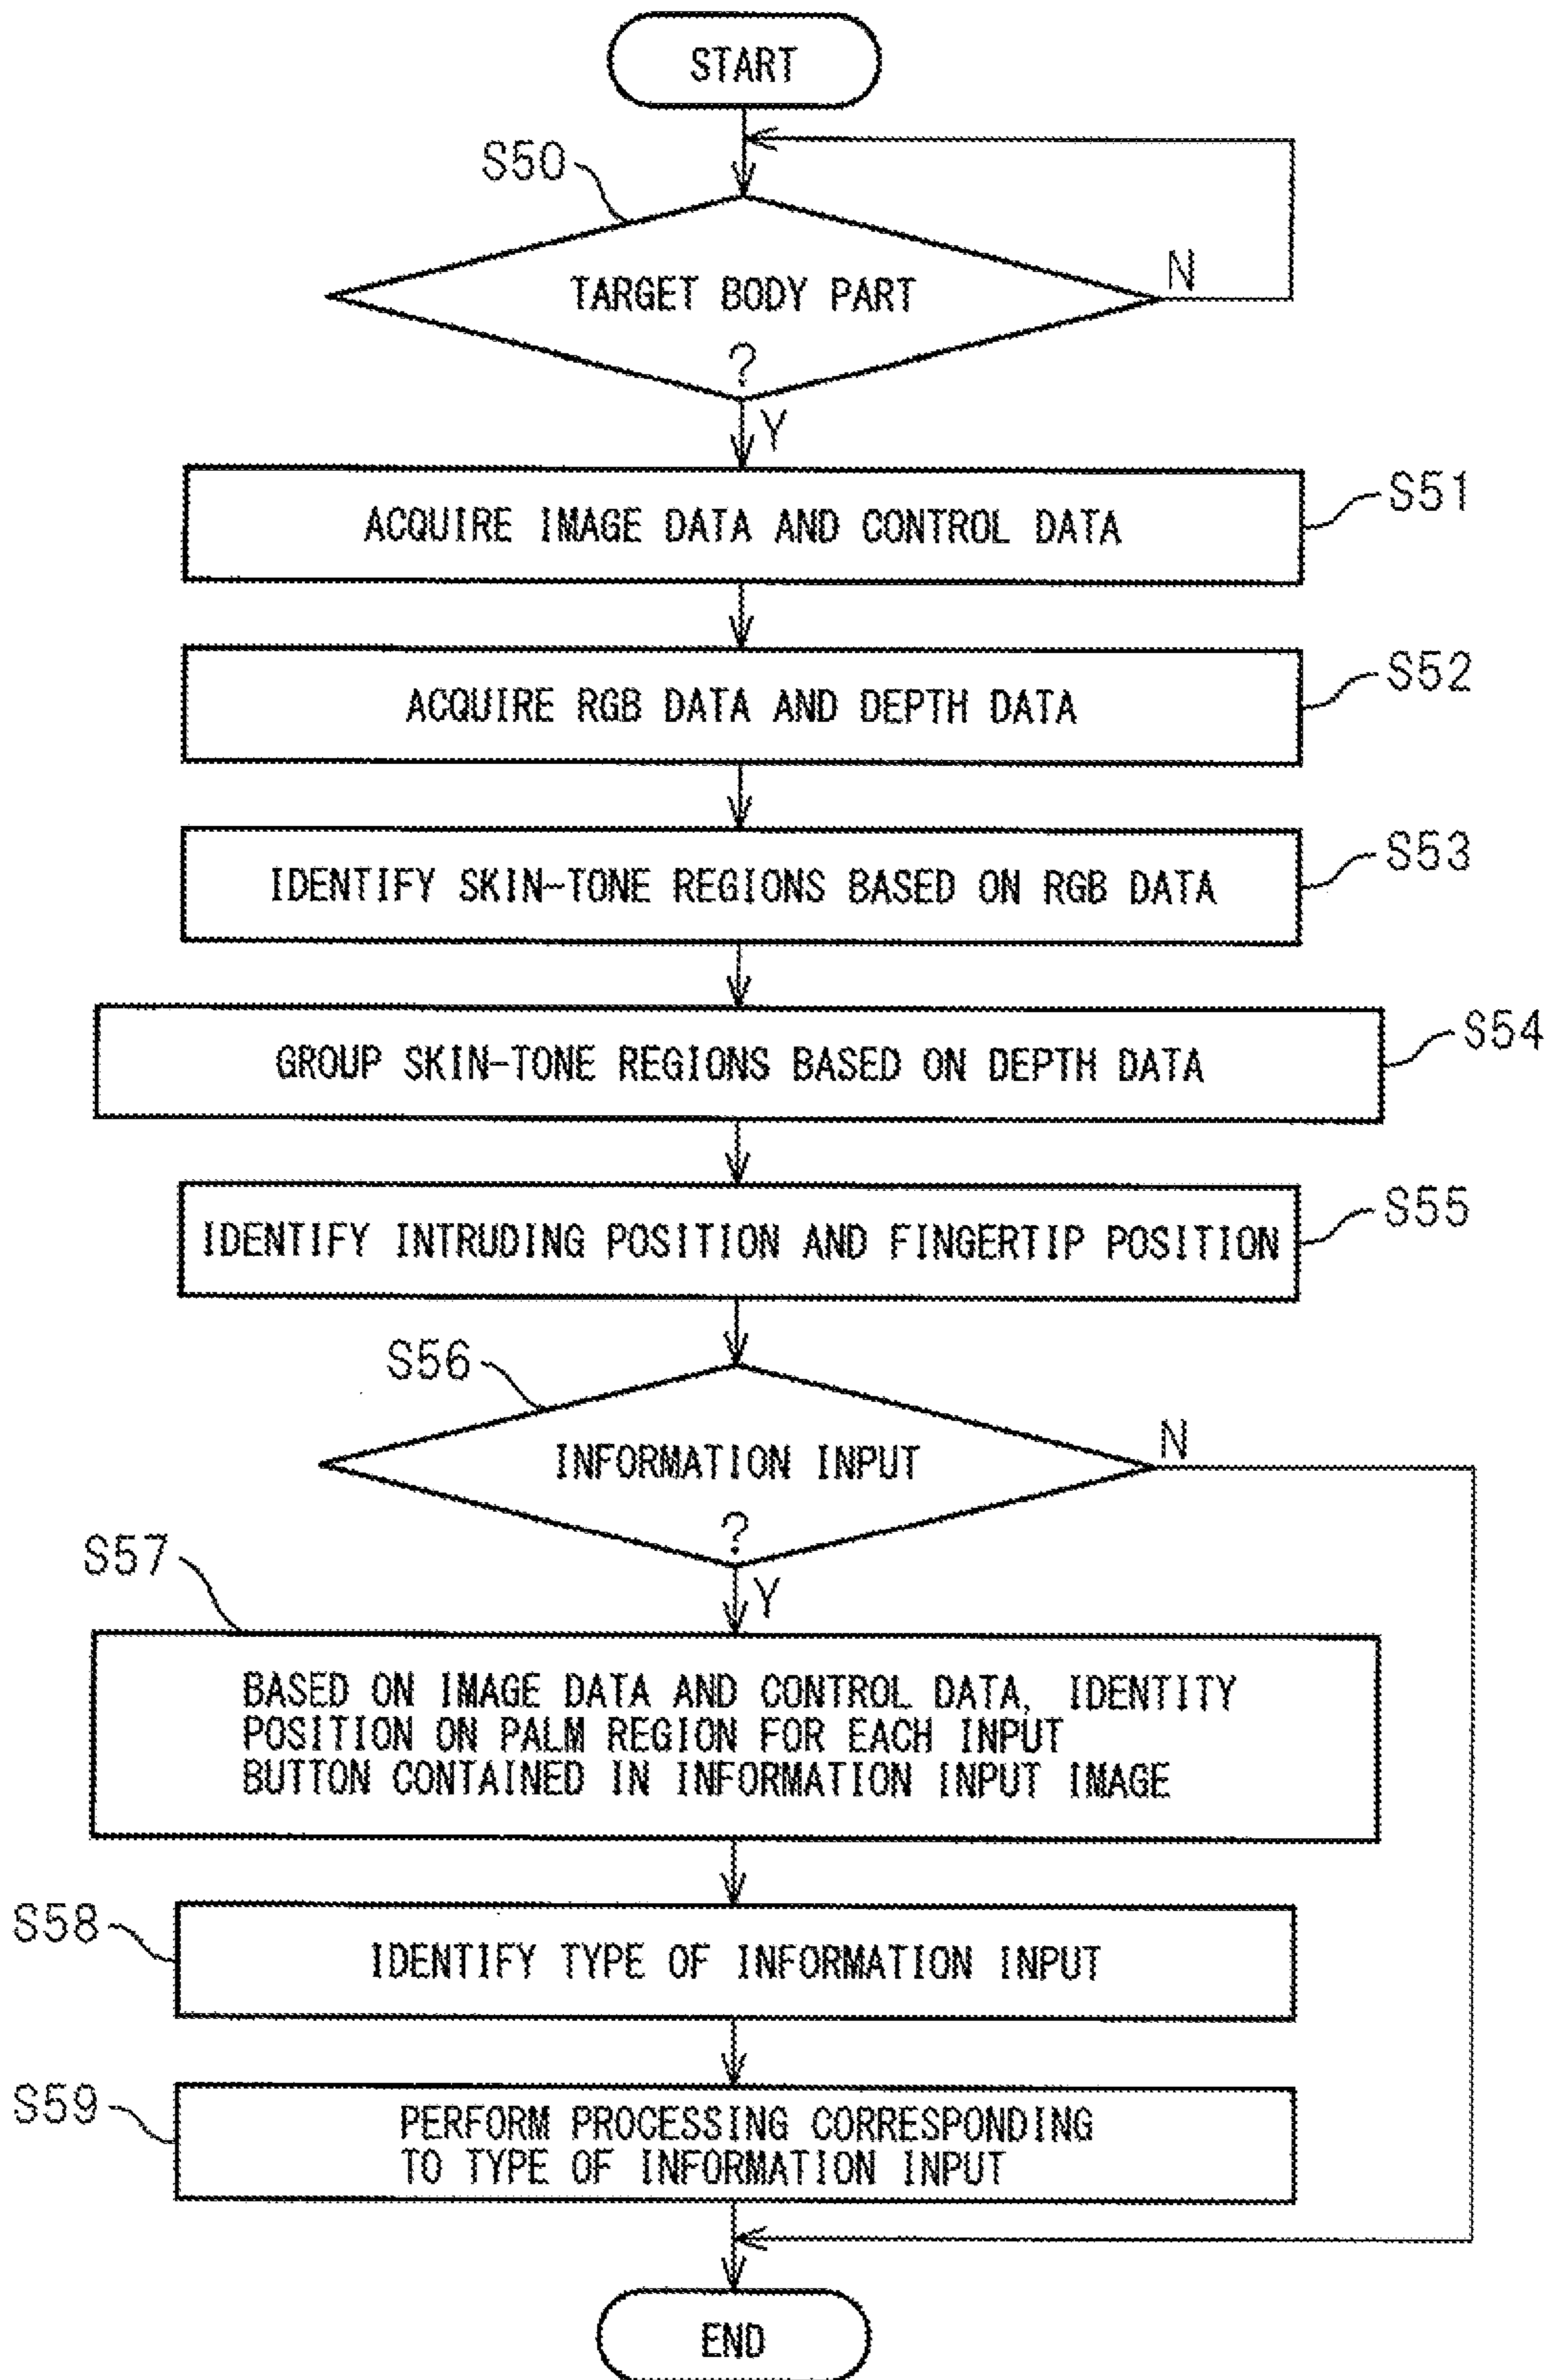 START
S50
TARGET BODY PART
?
N
Y
ACQUIRE IMAGE DATA AND CONTROL DATA
S51
ACQUIRE RGB DATA AND DEPTH DATA
S52
IDENTIFY SKIN-TONE REGIONS BASED ON RGB DATA
S53
GROUP SKIN-TONE REGIONS BASED ON DEPTH DATA
S54
IDENTIFY INTRUDING POSITION AND FINGERTIP POSITION
S55
S56
INFORMATION INPUT
?
N
Y
S57
BASED ON IMAGE DATA AND CONTROL DATA, IDENTITY
POSITION ON PALM REGION FOR EACH INPUT
BUTTON CONTAINED IN INFORMATION INPUT IMAGE
S58
IDENTIFY TYPE OF INFORMATION INPUT
S59
PERFORM PROCESSING CORRESPONDING
TO TYPE OF INFORMATION INPUT
END